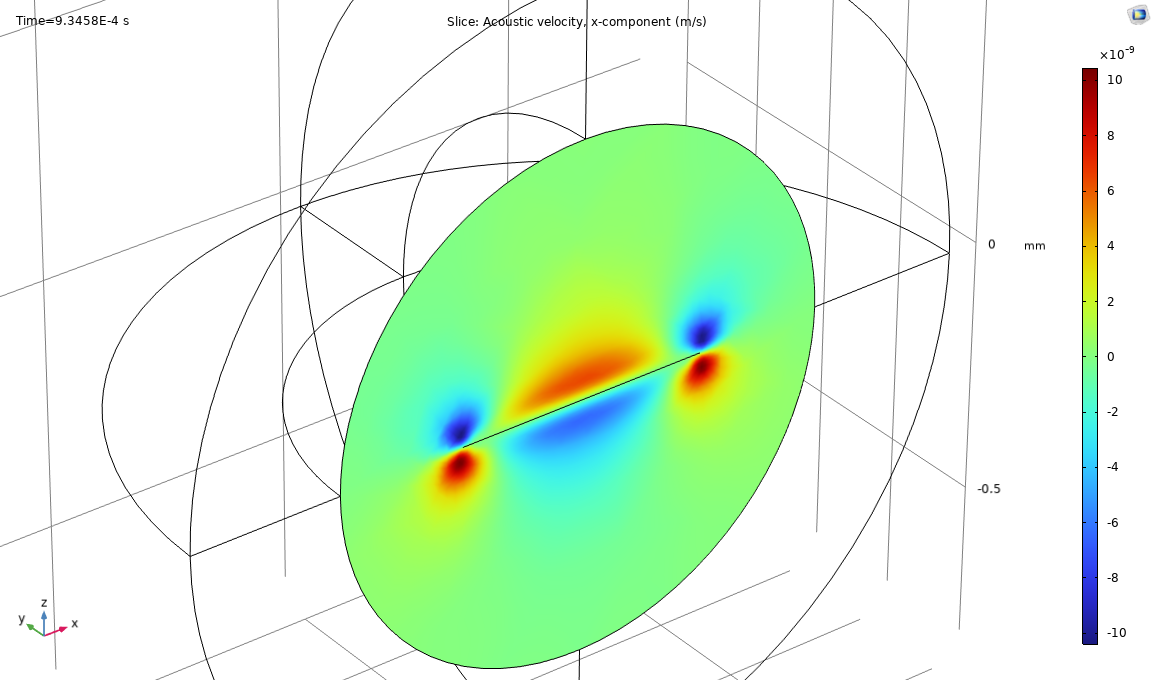 Time=9.3458E-4 s
Slice: Acoustic velocity, x-component (m/s)
×10⁻⁹
10
8
6
4
2
0
-2
-4
-6
-8
-10
0 mm
-0.5
z
y
x